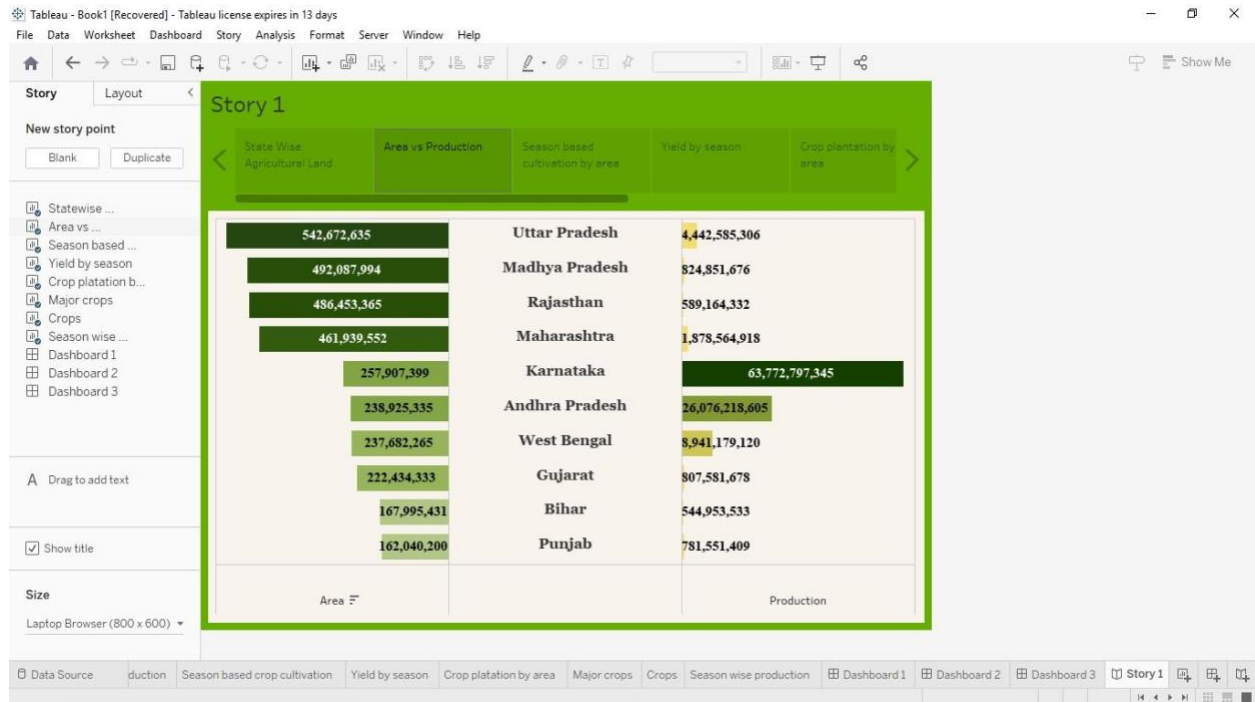 Tableau - Book1 [Recovered] - Tableau license expires in 13 days
File Data Worksheet Dashboard Story Analysis Format Server Window Help
Show Me
Story Layout
New story point
Blank Duplicate
Statewise ...
Area vs ...
Season based ...
Yield by season
Crop platation b...
Major crops
Crops
Season wise ...
Dashboard 1
Dashboard 2
Dashboard 3
A Drag to add text
Show title
Size
Laptop Browser (800 x 600)
Story 1
State Wise
Agricultural Land
Area vs Production
Season based
cultivation by area
Yield by season
Crop plantation by
area
542,672,635 Uttar Pradesh 4,442,585,306
492,087,994 Madhya Pradesh 824,851,676
486,453,365 Rajasthan 589,164,332
461,939,552 Maharashtra 1,878,564,918
257,907,399 Karnataka 63,772,797,345
238,925,335 Andhra Pradesh 26,076,218,605
237,682,265 West Bengal 8,941,179,120
222,434,333 Gujarat 807,581,678
167,995,431 Bihar 544,953,533
162,040,200 Punjab 781,551,409
Area Production
Data Source duction Season based crop cultivation Yield by season Crop platation by area Major crops Crops Season wise production Dashboard 1 Dashboard 2 Dashboard 3 Story 1